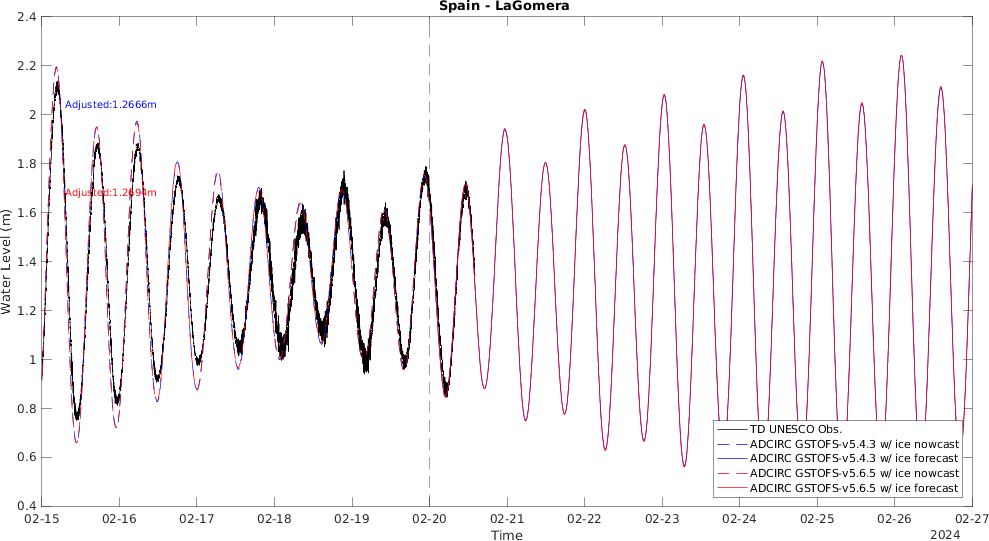 Spain - LaGomera
2.4
2.2
2
1.8
1.6
1.4
1.2
1
0.8
0.6
0.4
Water Level (m)
Adjusted:1.2666m
Adjusted:1.2694m
TD UNESCO Obs.
ADCIRC GSTOFS-v5.4.3 w/ ice nowcast
ADCIRC GSTOFS-v5.4.3 w/ ice forecast
ADCIRC GSTOFS-v5.6.5 w/ ice nowcast
ADCIRC GSTOFS-v5.6.5 w/ ice forecast
02-15 02-16 02-17 02-18 02-19 02-20 02-21 02-22 02-23 02-24 02-25 02-26 02-27
Time
2024